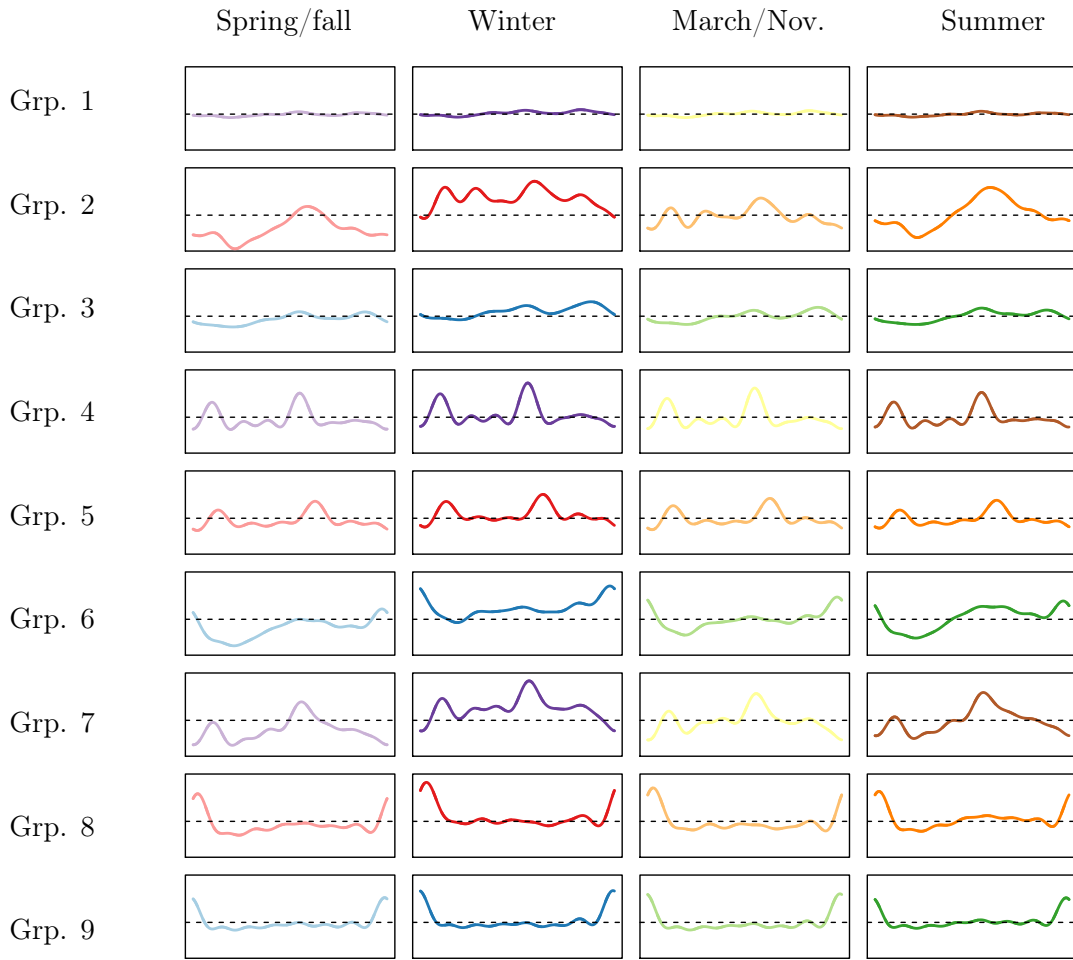 Spring/fall Winter March/Nov. Summer
Grp. 1
Grp. 2
Grp. 3
Grp. 4
Grp. 5
Grp. 6
Grp. 7
Grp. 8
Grp. 9